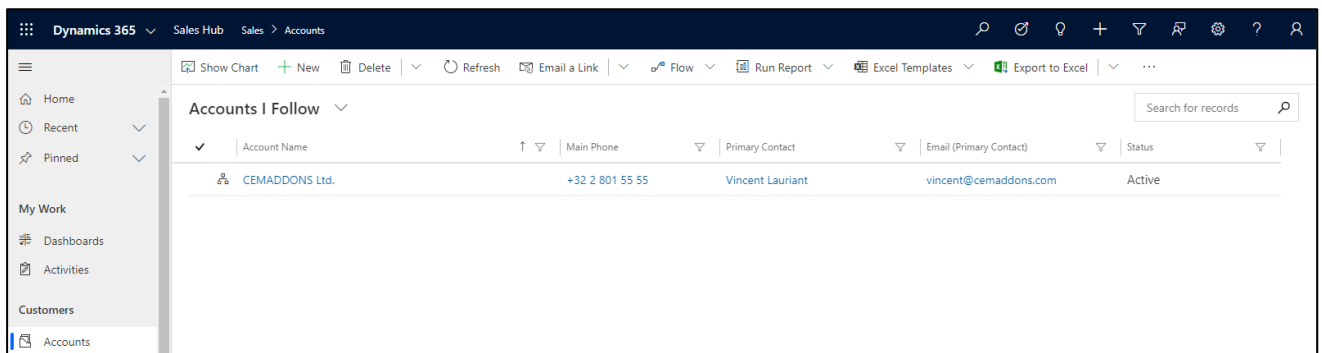 Dynamics 365 Sales Hub Sales > Accounts ?
Show Chart New Delete Refresh Email a Link Flow Run Report Excel Templates Export to Excel ...
Home
Recent
Pinned
My Work
Dashboards
Activities
Customers
Accounts
Accounts I Follow
Search for records
Account Name Main Phone Primary Contact Email (Primary Contact) Status
CEMADDONS Ltd. +32 2 801 55 55 Vincent Lauriant vincent@cemaddons.com Active